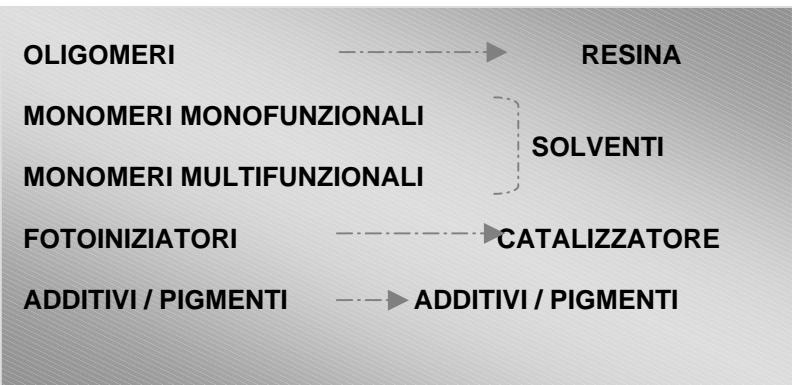 OLIGOMERI RESINA
MONOMERI MONOFUNZIONALI
SOLVENTI
MONOMERI MULTIFUNZIONALI
FOTOINIZIATORI CATALIZZATORE
ADDITIVI / PIGMENTI ADDITIVI / PIGMENTI